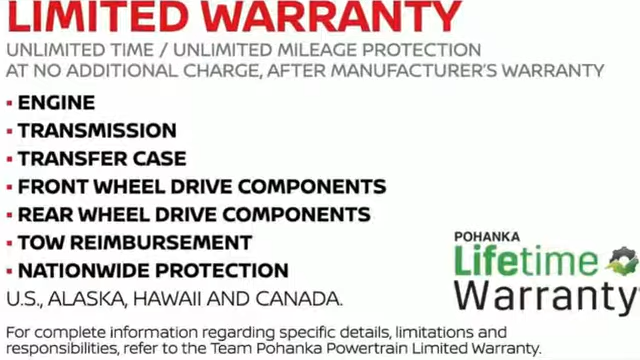 LIMITED WARRANTY
UNLIMITED TIME / UNLIMITED MILEAGE PROTECTION
AT NO ADDITIONAL CHARGE, AFTER MANUFACTURER'S WARRANTY
▪ ENGINE
▪ TRANSMISSION
▪ TRANSFER CASE
▪ FRONT WHEEL DRIVE COMPONENTS
▪ REAR WHEEL DRIVE COMPONENTS
▪ TOW REIMBURSEMENT
▪ NATIONWIDE PROTECTION
U.S., ALASKA, HAWAII AND CANADA.
POHANKA
Lifetime
Warranty
For complete information regarding specific details, limitations and
responsibilities, refer to the Team Pohanka Powertrain Limited Warranty.